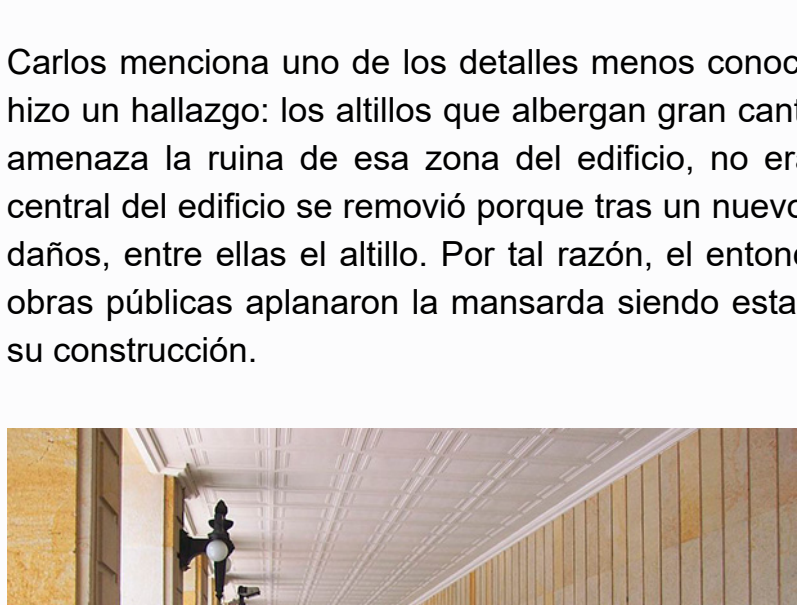 Carlos menciona uno de los detalles menos conoc
hizo un hallazgo: los altillos que albergan gran cant
amenaza la ruina de esa zona del edificio, no era
central del edificio se removió porque tras un nuevo
daños, entre ellas el altillo. Por tal razón, el entonc
obras públicas aplanaron la mansarda siendo esta
su construcción.